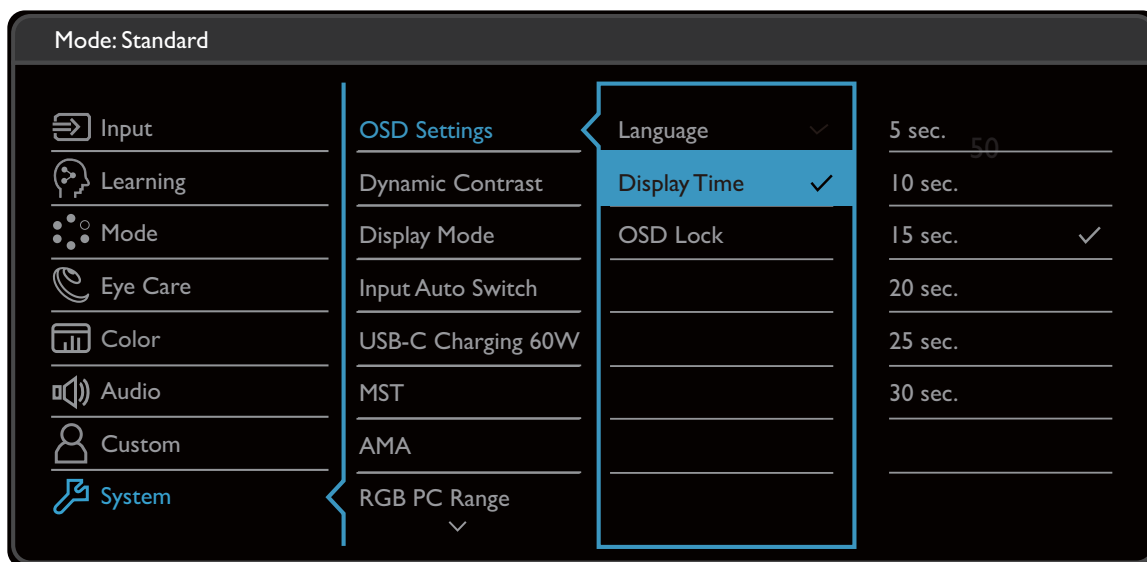 Mode: Standard
Input
Learning
Mode
Eye Care
Color
Audio
Custom
System
OSD Settings
Dynamic Contrast
Display Mode
Input Auto Switch
USB-C Charging 60W
MST
AMA
RGB PC Range
Language
Display Time
OSD Lock
5 sec.
50
10 sec.
15 sec.
20 sec.
25 sec.
30 sec.